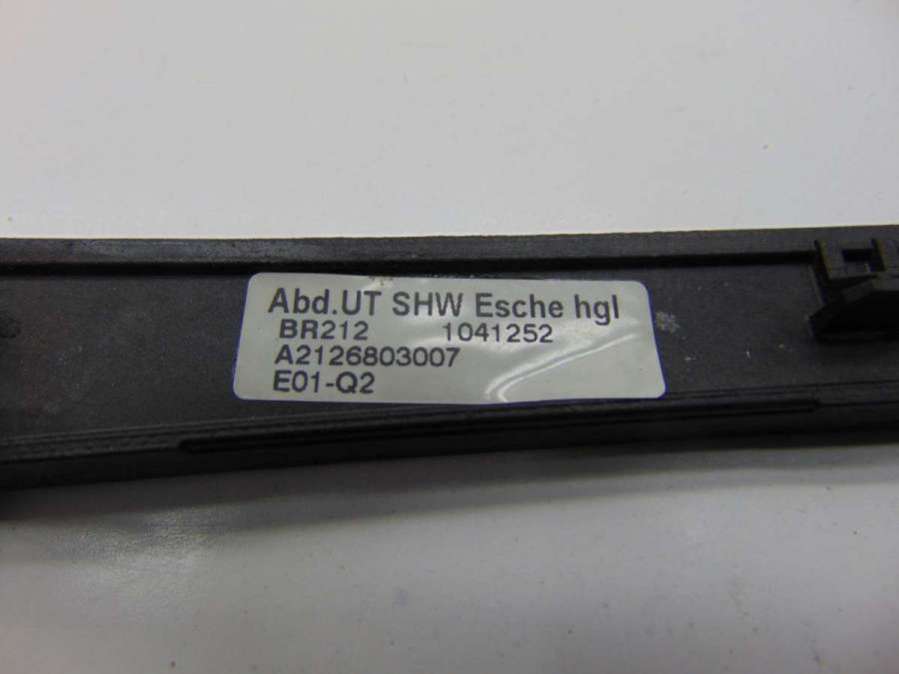 Abd.UT SHW Esche hgl
BR212 1041252
A2126803007
E01-Q2